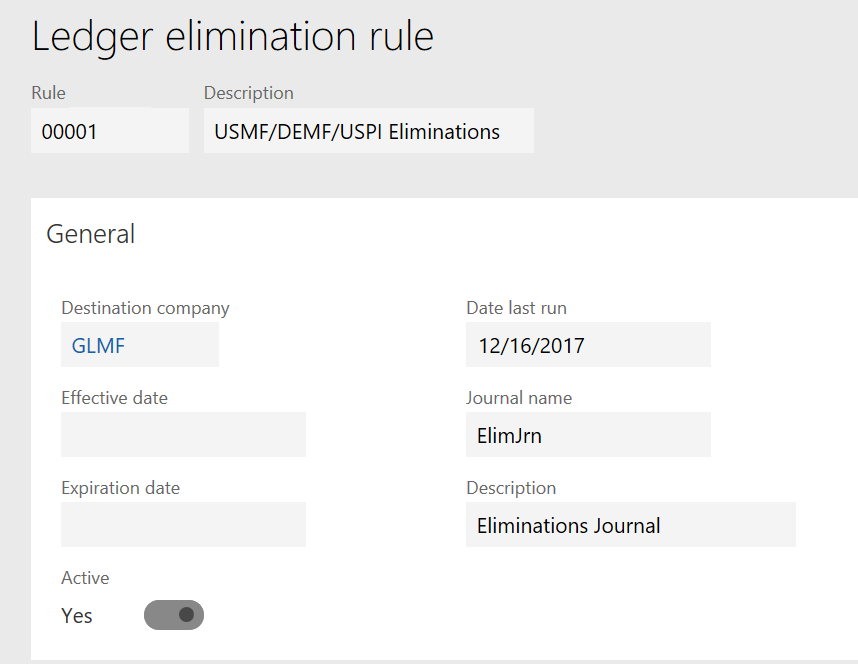 Ledger elimination rule
Rule
Description
00001
USMF/DEMF/USPI Eliminations
General
Destination company
Date last run
GLMF
12/16/2017
Effective date
Journal name
ElimJrn
Expiration date
Description
Eliminations Journal
Active
Yes